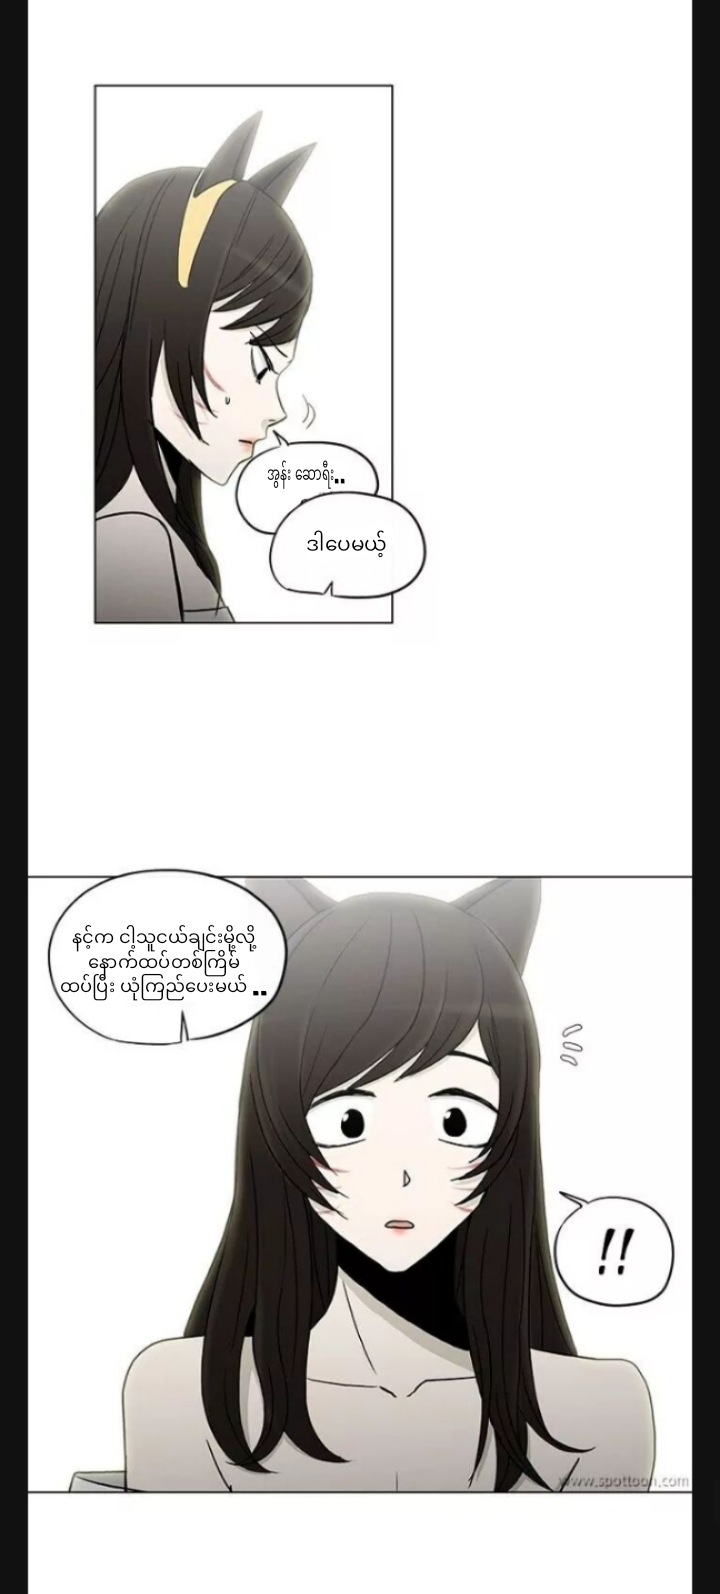 အွန်း ဆောရီး..
ဒါပေမယ့်
နင့်က ငါ့သူငယ်ချင်းမို့လို့
နောက်ထပ်တစ်ကြိမ်
ထပ်ပြီး ယုံကြည်ပေးမယ် ..
!!
www.spottoon.com